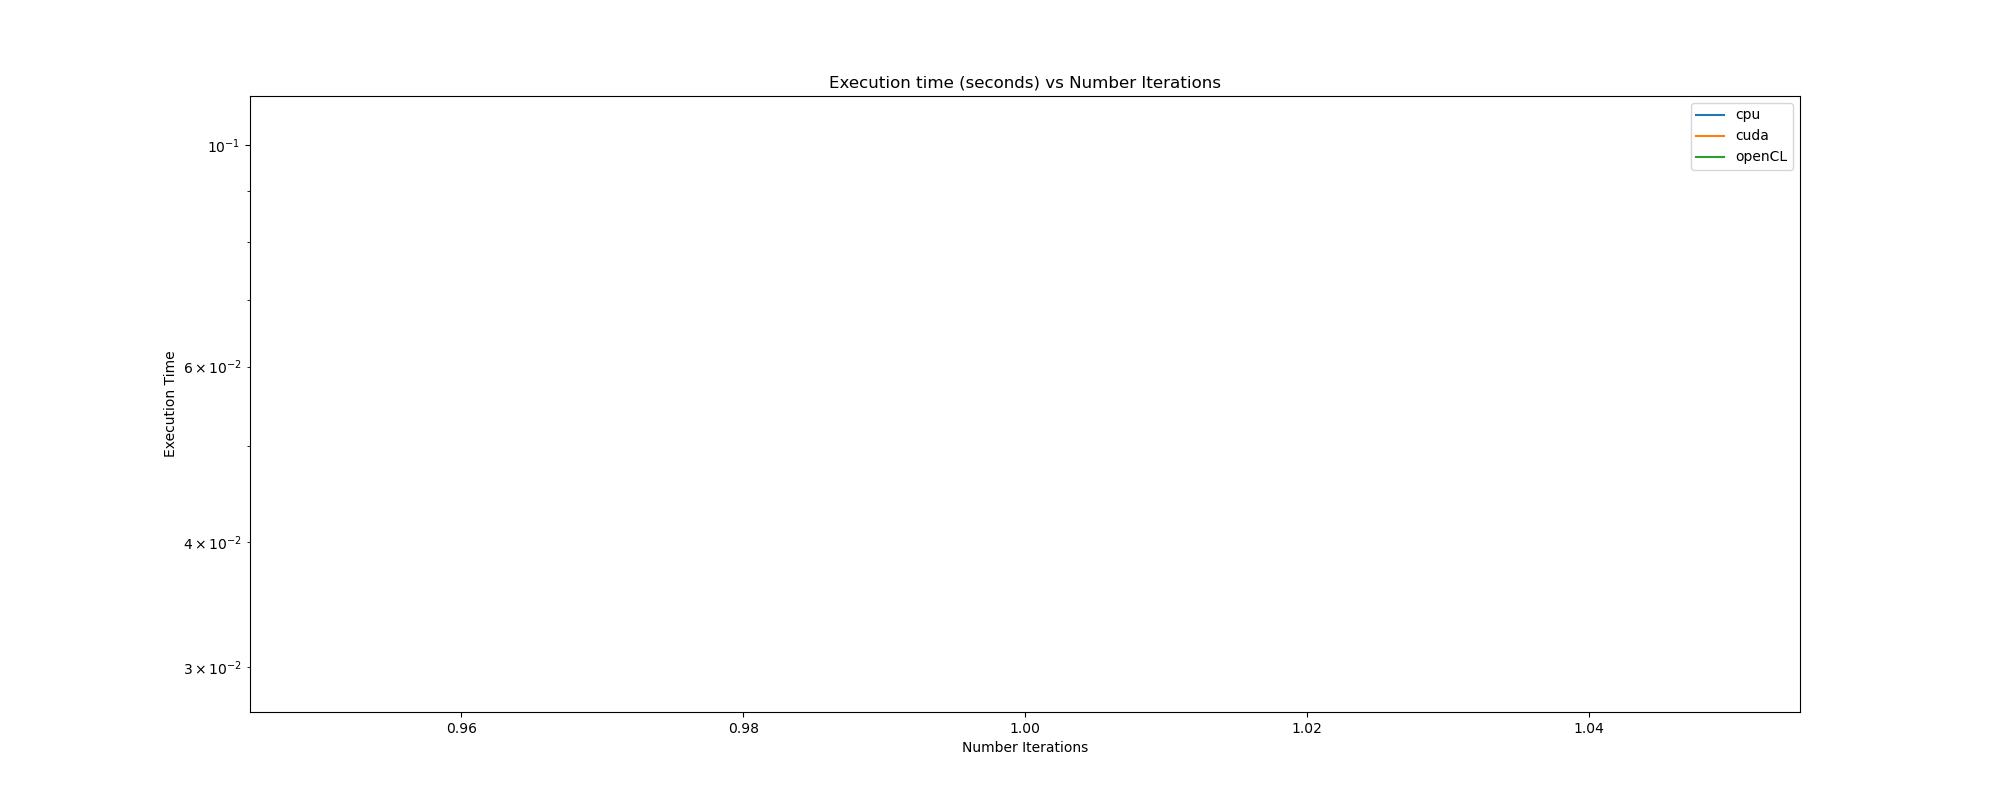 Execution time (seconds) vs Number Iterations
cpu
cuda
openCL
10⁻¹
6 × 10⁻²
4 × 10⁻²
3 × 10⁻²
Execution Time
0.96 0.98 1.00 1.02 1.04
Number Iterations